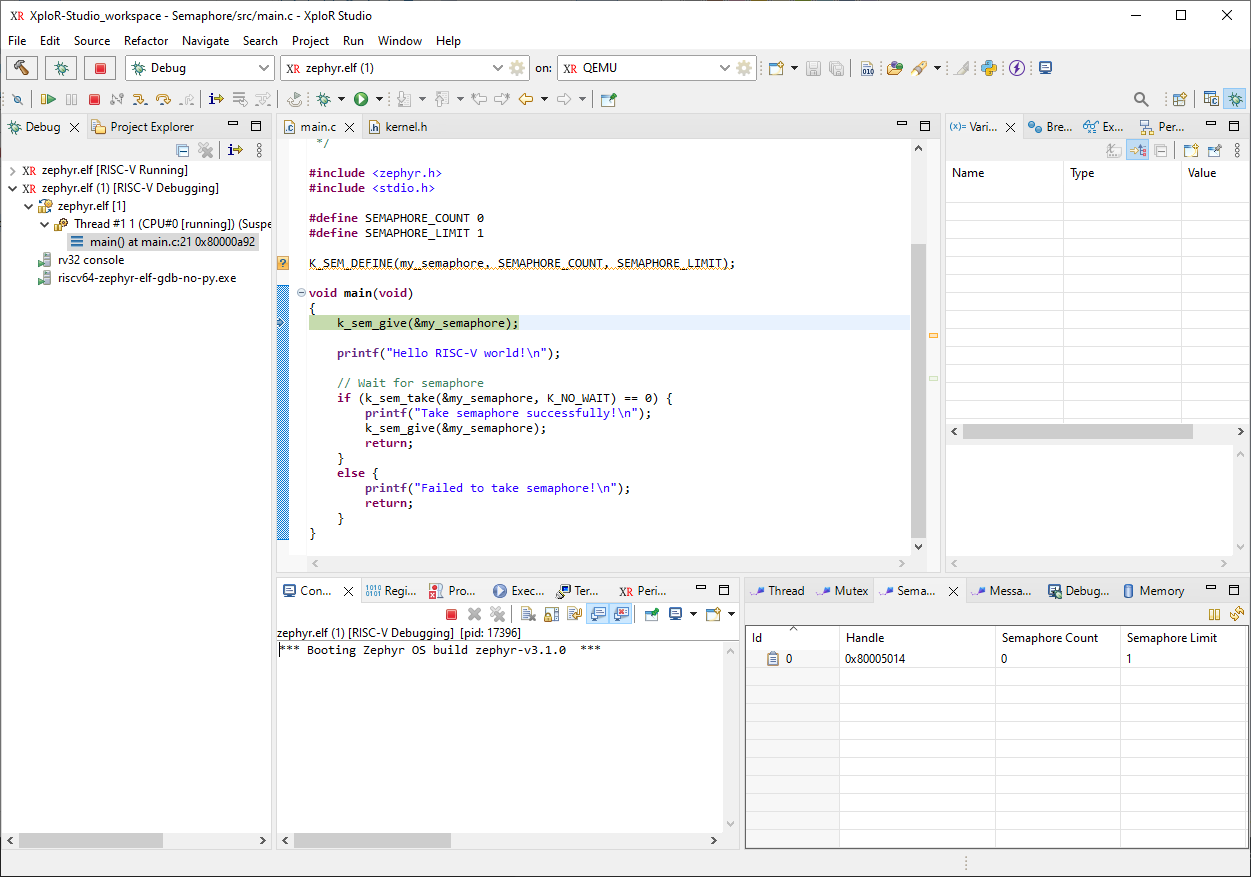 XR XploR-Studio_workspace - Semaphore/src/main.c - XploR Studio
File Edit Source Refactor Navigate Search Project Run Window Help
Debug XR zephyr.elf (1) on: XR QEMU
Debug Project Explorer
XR zephyr.elf [RISC-V Running]
XR zephyr.elf (1) [RISC-V Debugging]
zephyr.elf [1]
Thread #1 1 (CPU#0 [running]) (Suspe
main() at main.c:21 0x80000a92
rv32 console
riscv64-zephyr-elf-gdb-no-py.exe
main.c kernel.h
*/
#include <zephyr.h>
#include <stdio.h>
#define SEMAPHORE_COUNT 0
#define SEMAPHORE_LIMIT 1
K_SEM_DEFINE(my_semaphore, SEMAPHORE_COUNT, SEMAPHORE_LIMIT);
void main(void)
{
k_sem_give(&my_semaphore);
printf("Hello RISC-V world!\n");
// Wait for semaphore
if (k_sem_take(&my_semaphore, K_NO_WAIT) == 0) {
printf("Take semaphore successfully!\n");
k_sem_give(&my_semaphore);
return;
}
else {
printf("Failed to take semaphore!\n");
return;
}
}
(x)= Vari... Bre... Ex... Per...
Name Type Value
Con... Regi... Pro... Exec... Ter... XR Peri...
zephyr.elf (1) [RISC-V Debugging] [pid: 17396]
*** Booting Zephyr OS build zephyr-v3.1.0 ***
Thread Mutex Sema... Messa... Debug... Memory
Id Handle Semaphore Count Semaphore Limit
0 0x80005014 0 1